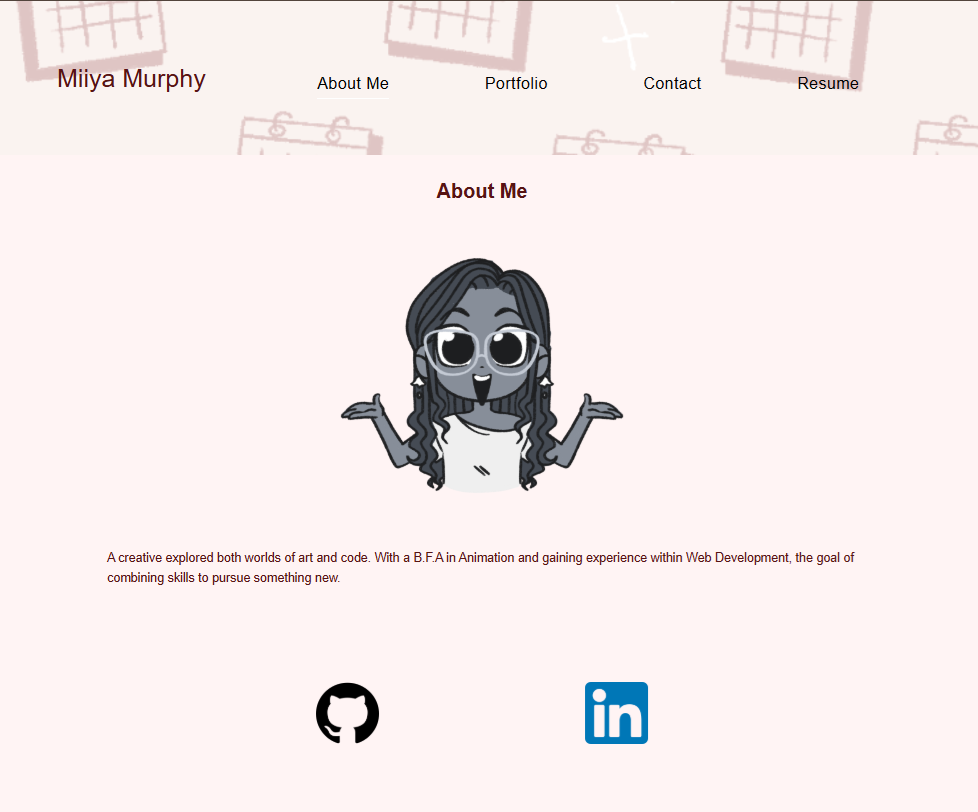 Miiya Murphy
About Me
Portfolio
Contact
Resume
About Me
A creative explored both worlds of art and code. With a B.F.A in Animation and gaining experience within Web Development, the goal of
combining skills to pursue something new.
in